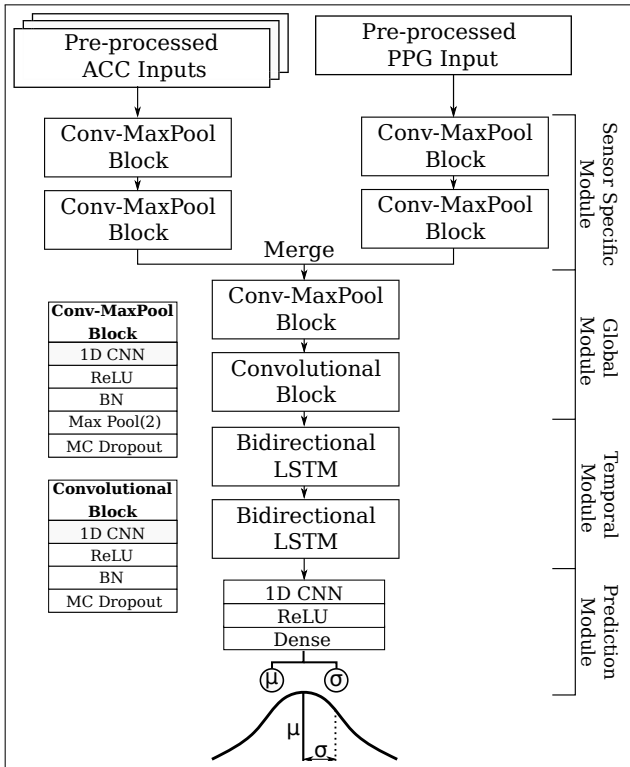 Pre-processed
ACC Inputs
Pre-processed
PPG Input
Conv-MaxPool
Block
Conv-MaxPool
Block
Conv-MaxPool
Block
Conv-MaxPool
Block
Sensor Specific
Module
Merge
Conv-MaxPool
Block
Convolutional
Block
Global
Module
Conv-MaxPool
Block
1D CNN
ReLU
BN
Max Pool(2)
MC Dropout
Bidirectional
LSTM
Bidirectional
LSTM
Temporal
Module
Convolutional
Block
1D CNN
ReLU
BN
MC Dropout
1D CNN
ReLU
Dense
Prediction
Module
μ
σ
μ
σ